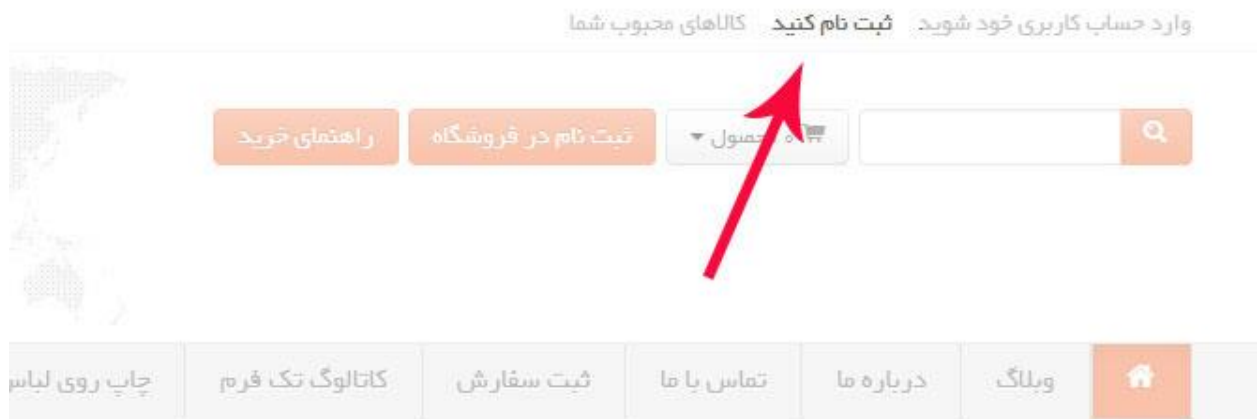 وارد حساب کاربری خود شوید ثبت نام کنید کالاهای محبوب شما
محصول ثبت نام در فروشگاه راهنمای خرید
وبلاگ درباره ما تماس با ما ثبت سفارش کاتالوگ تک فرم چاپ روی لباس